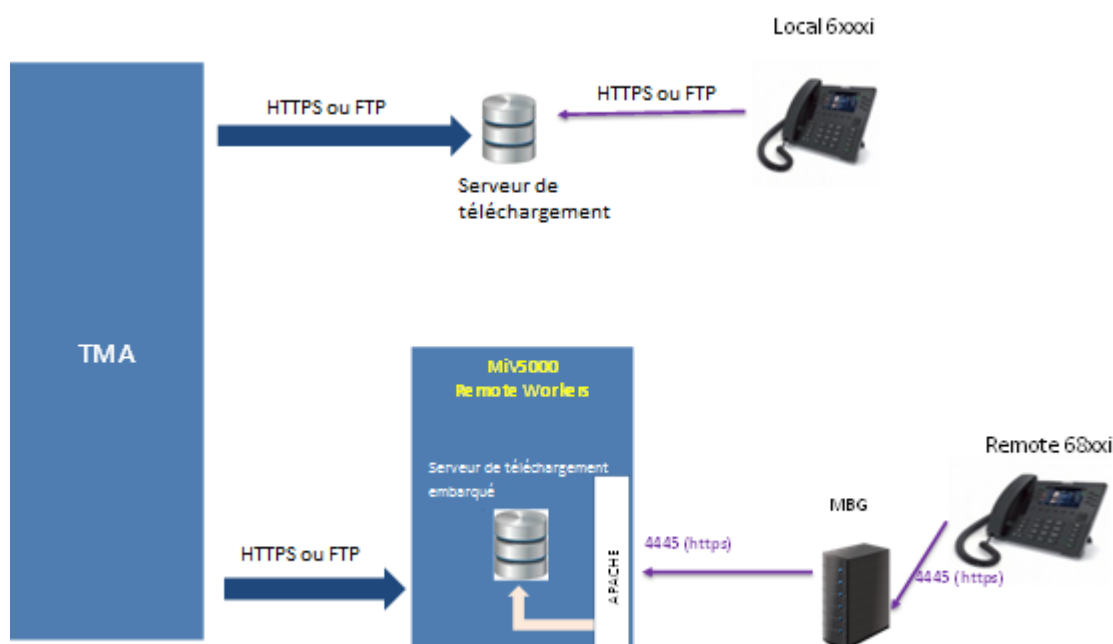 Local 6xxxi
HTTPS ou FTP
HTTPS ou FTP
Serveur de
téléchargement
TMA
MiV5000
Remote Workers
Serveur de téléchargement
embarqué
HTTPS ou FTP
APACHE
4445 (https)
MBG
Remote 68xxi
4445 (https)